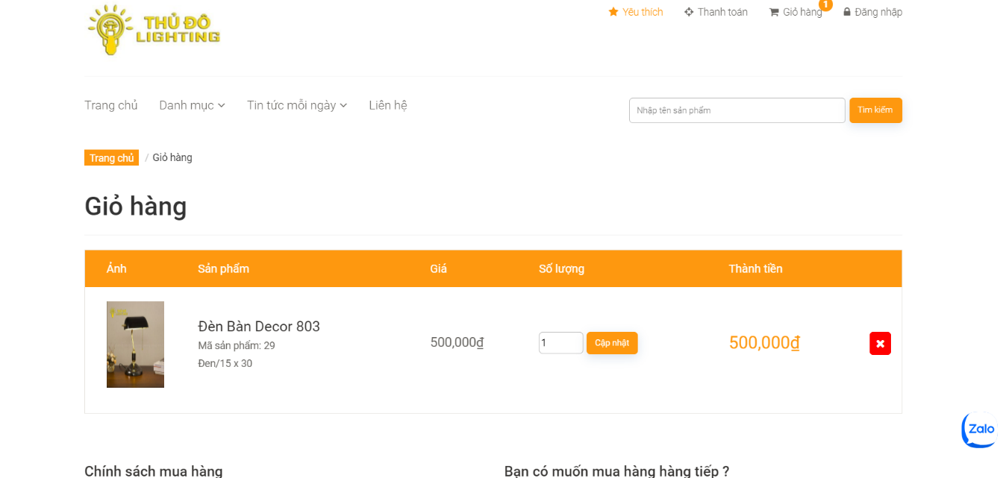 THỦ ĐÔ
LIGHTING
Yêu thích
Thanh toán
Giỏ hàng
1
Đăng nhập
Trang chủ
Danh mục
Tin tức mỗi ngày
Liên hệ
Nhập tên sản phẩm
Tìm kiếm
Trang chủ / Giỏ hàng
Giỏ hàng
Ảnh
Sản phẩm
Giá
Số lượng
Thành tiền
Đèn Bàn Decor 803
Mã sản phẩm: 29
Đen/15 x 30
500,000₫
1
Cập nhật
500,000₫
Zalo
Chính sách mua hàng
Bạn có muốn mua hàng hàng tiếp ?